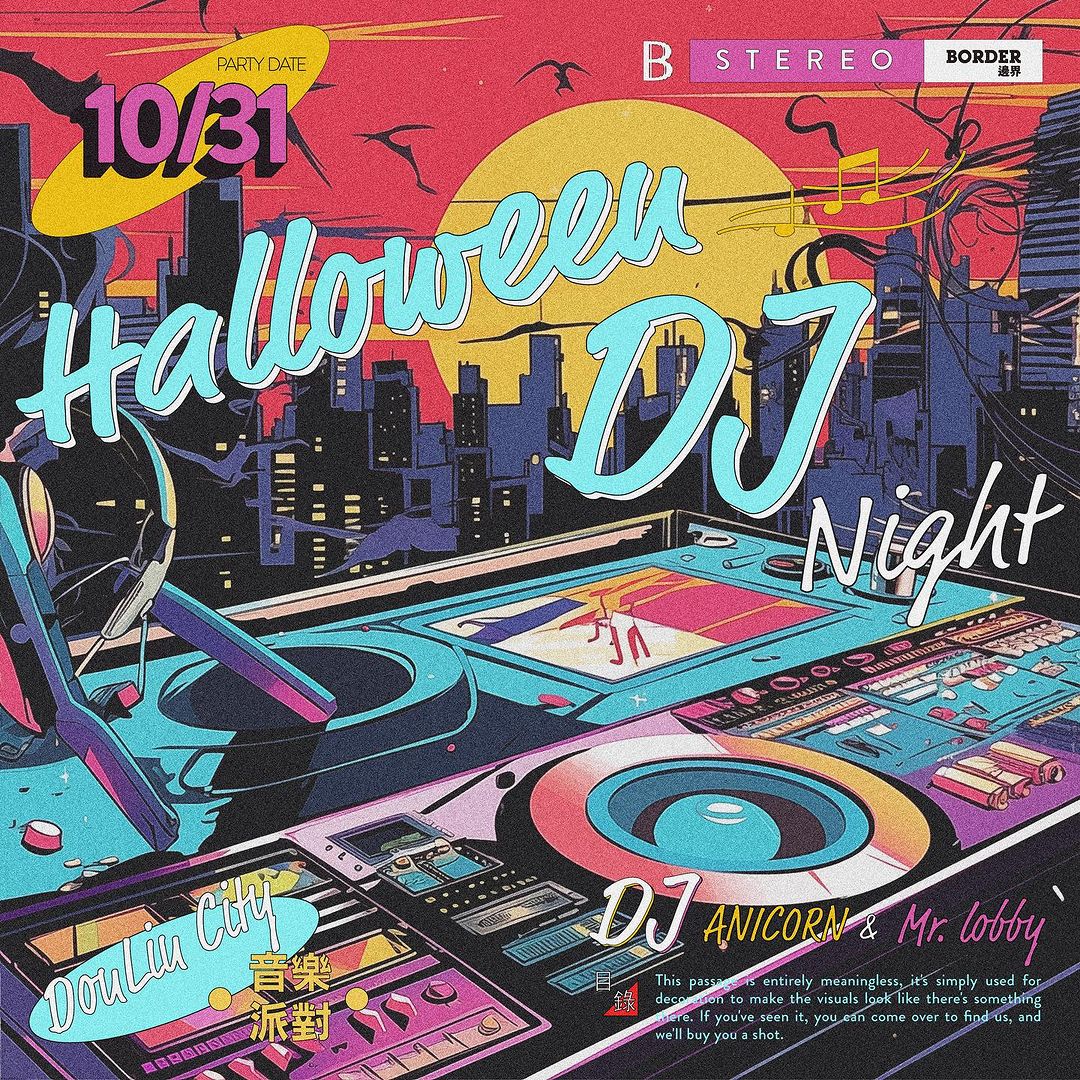 PARTY DATE
10/31
B STEREO BORDER
邊界
Halloween
DJ
Night
DouLiu City
音樂
派對
DJ ANICORN & Mr. lobby
目
錄
This passage is entirely meaningless, it's simply used for
decoration to make the visuals look like there's something
there. If you've seen it, you can come over to find us, and
we'll buy you a shot.